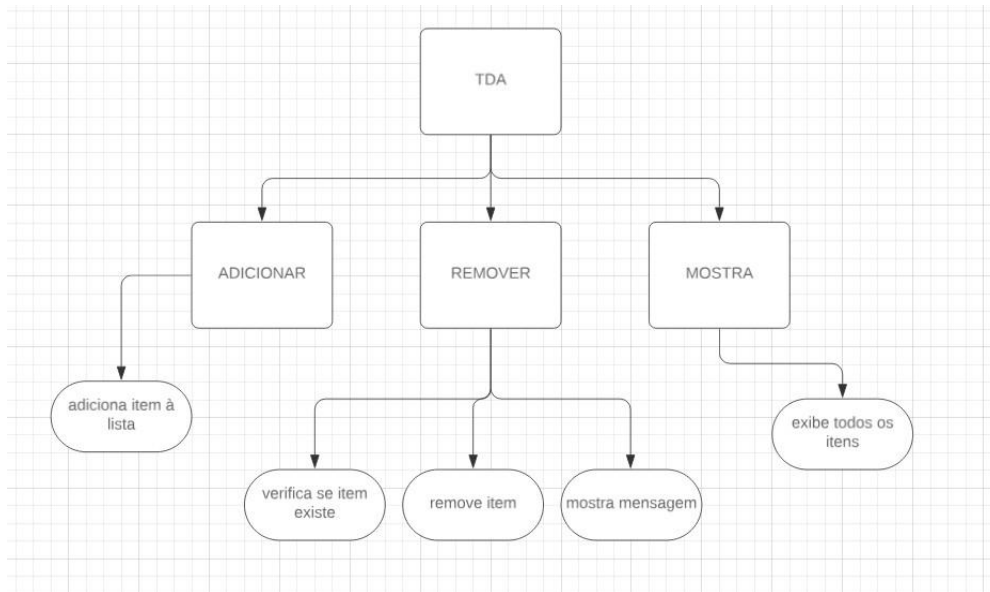 TDA
ADICIONAR
REMOVER
MOSTRA
adiciona item à
lista
verifica se item
existe
remove item
mostra mensagem
exibe todos os
itens